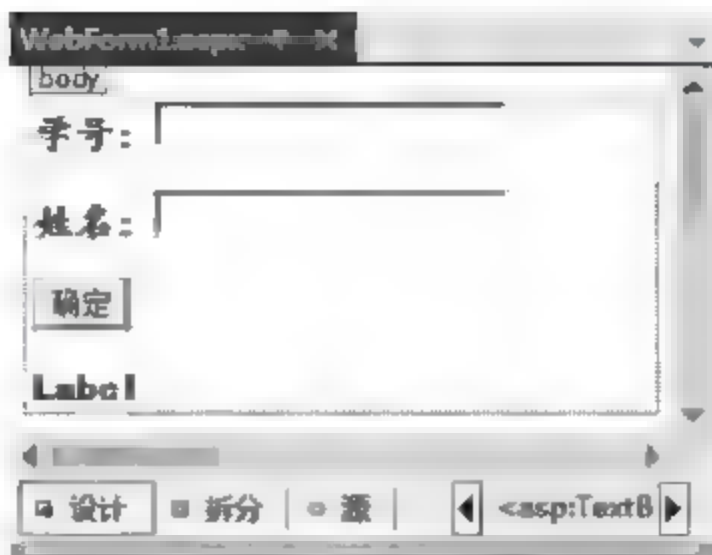 WebForm1.aspx
body
学号：
姓名：
确定
Label
设计 拆分 源 <asp:TextB